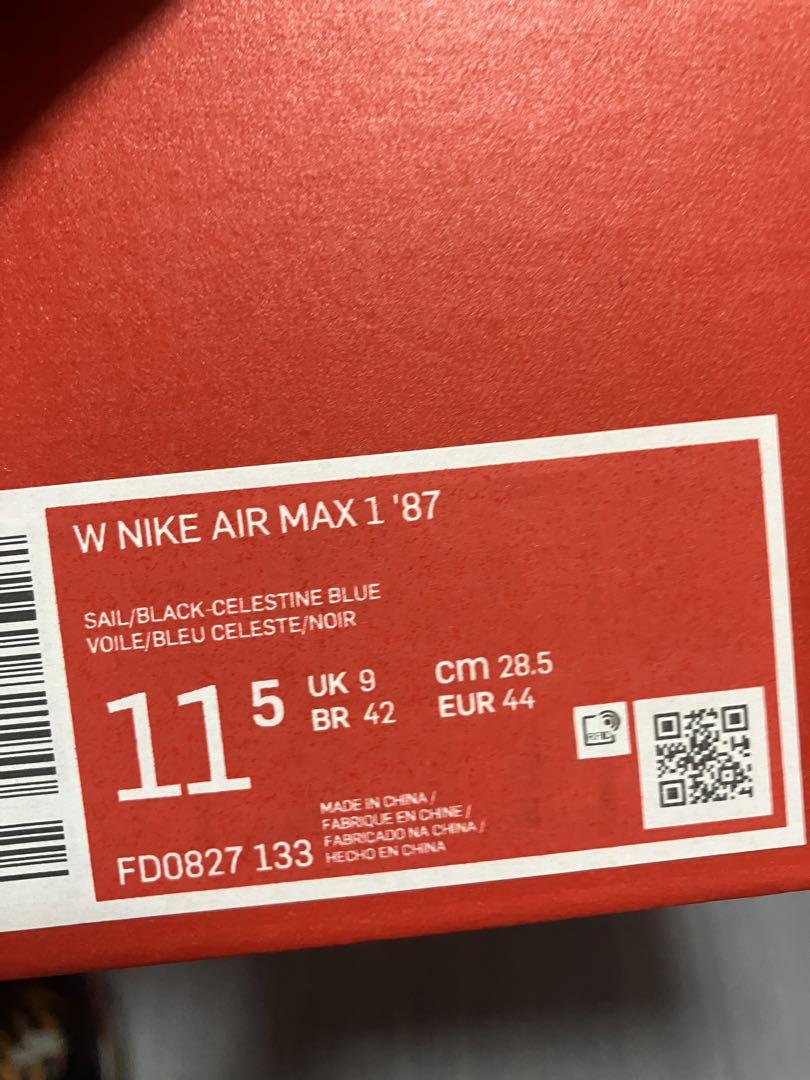 W NIKE AIR MAX 1 '87
SAIL/BLACK-CELESTINE BLUE
VOILE/BLEU CELESTE/NOIR
11 5
UK 9
BR 42
cm 28.5
EUR 44
MADE IN CHINA /
FABRIQUE EN CHINE /
FABRICADO NA CHINA /
HECHO EN CHINA
FD0827 133